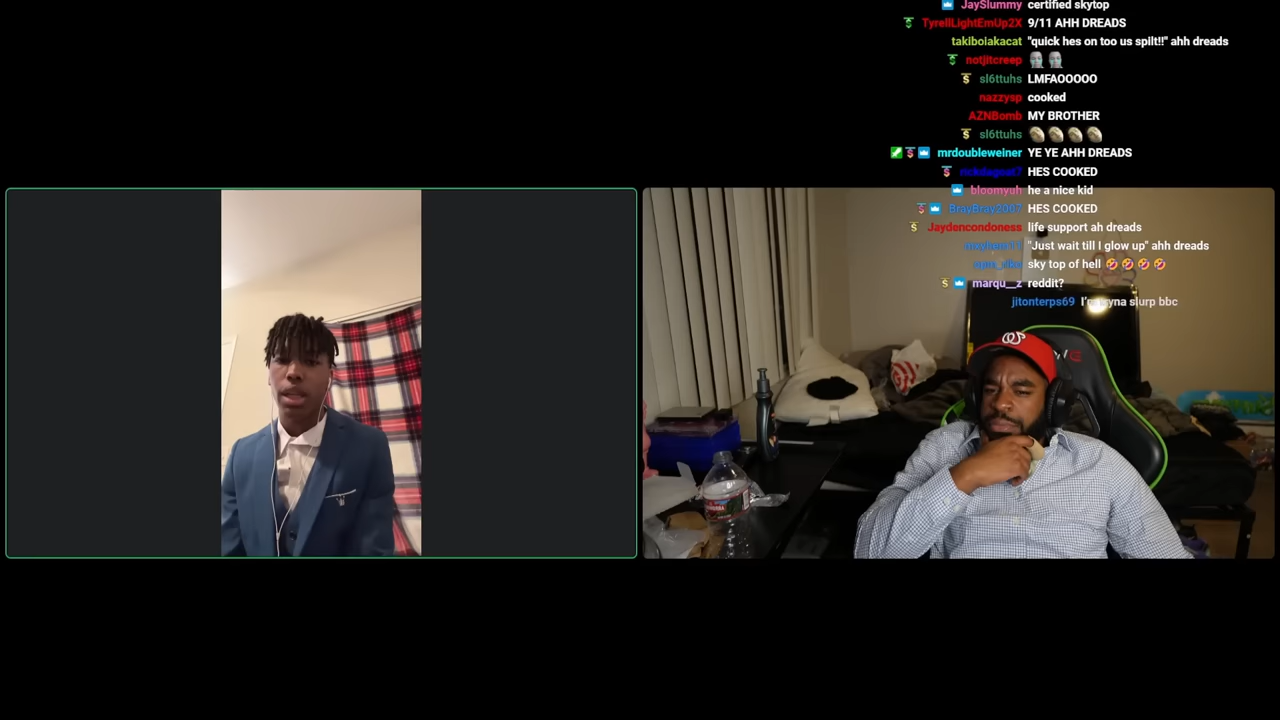 JaySlummy certified skytop
TyrellLightEmUp2X 9/11 AHH DREADS
takiboiakacat "quick hes on too us spilt!!" ahh dreads
notjitcreep
sl6ttuhs LMFAOOOOO
nazzysp cooked
AZNBomb MY BROTHER
sl6ttuhs
mrdoubleweiner YE YE AHH DREADS
HES COOKED
bloomyuh he a nice kid
BrayBray2007 HES COOKED
Jaydencondoness life support ah dreads
"Just wait till I glow up" ahh dreads
sky top of hell 🤣 🤣 🤣 🤣
marqu__z reddit?
jitonterps69 slurp bbc